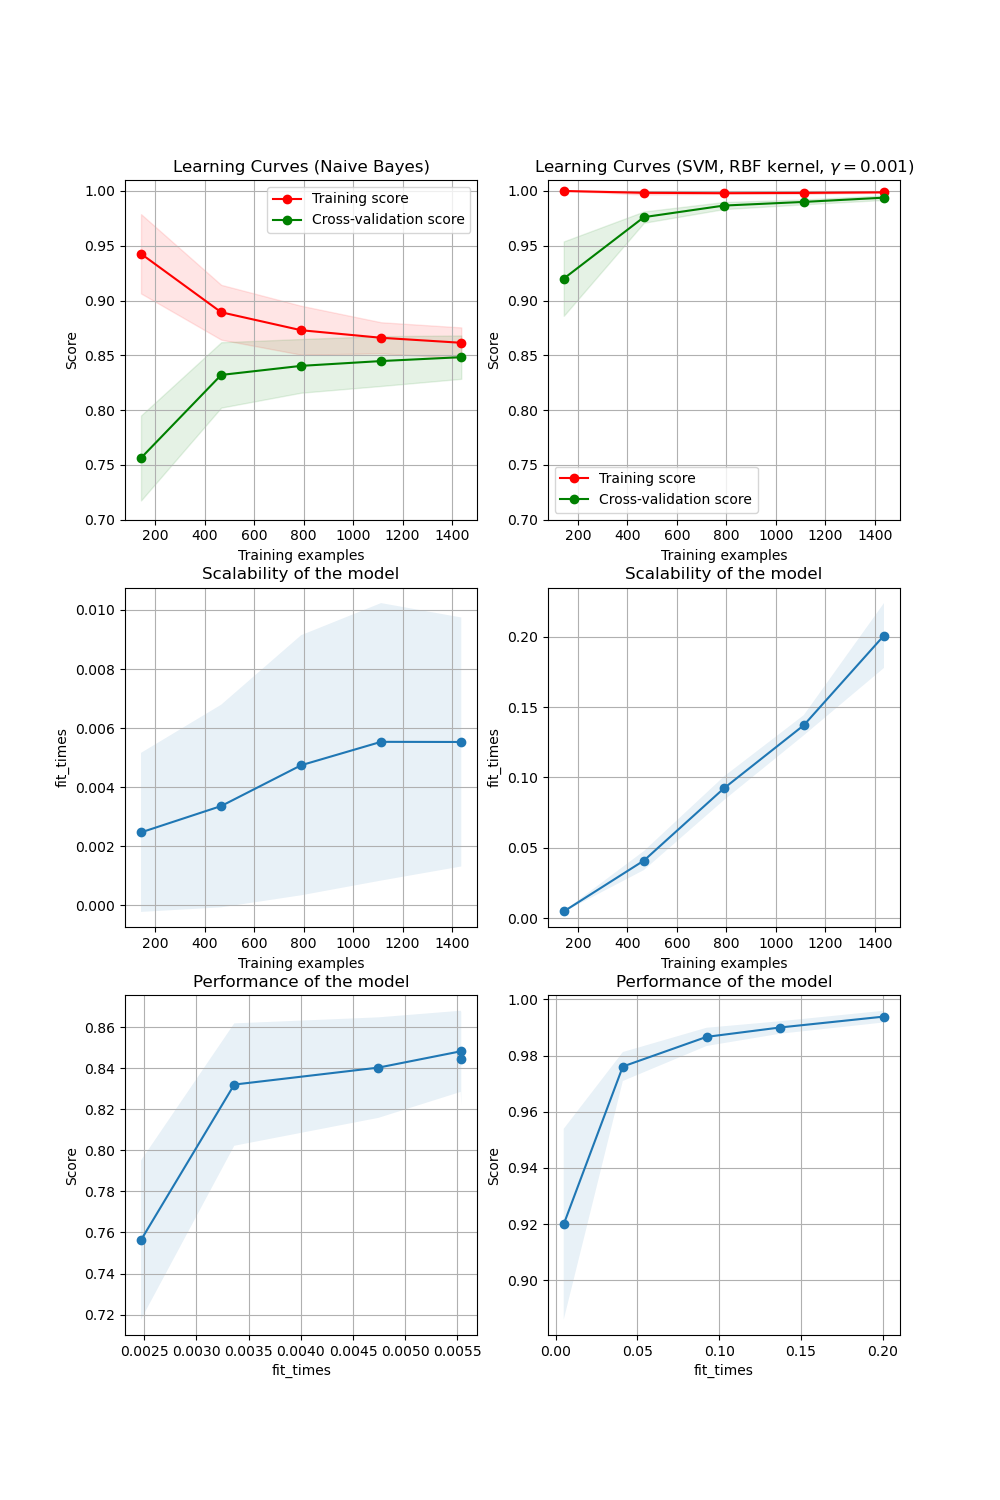 Learning Curves (Naive Bayes)
1.00
0.95
0.90
0.85
0.80
0.75
0.70
Score
Training score
Cross-validation score
200 400 600 800 1000 1200 1400
Training examples
Learning Curves (SVM, RBF kernel, γ = 0.001)
1.00
0.95
0.90
0.85
0.80
0.75
0.70
Score
Training score
Cross-validation score
200 400 600 800 1000 1200 1400
Training examples
Scalability of the model
0.010
0.008
0.006
0.004
0.002
0.000
fit_times
200 400 600 800 1000 1200 1400
Training examples
Scalability of the model
0.20
0.15
0.10
0.05
0.00
fit_times
200 400 600 800 1000 1200 1400
Training examples
Performance of the model
0.86
0.84
0.82
0.80
0.78
0.76
0.74
0.72
Score
0.0025 0.0030 0.0035 0.0040 0.0045 0.0050 0.0055
fit_times
Performance of the model
1.00
0.98
0.96
0.94
0.92
0.90
Score
0.00 0.05 0.10 0.15 0.20
fit_times